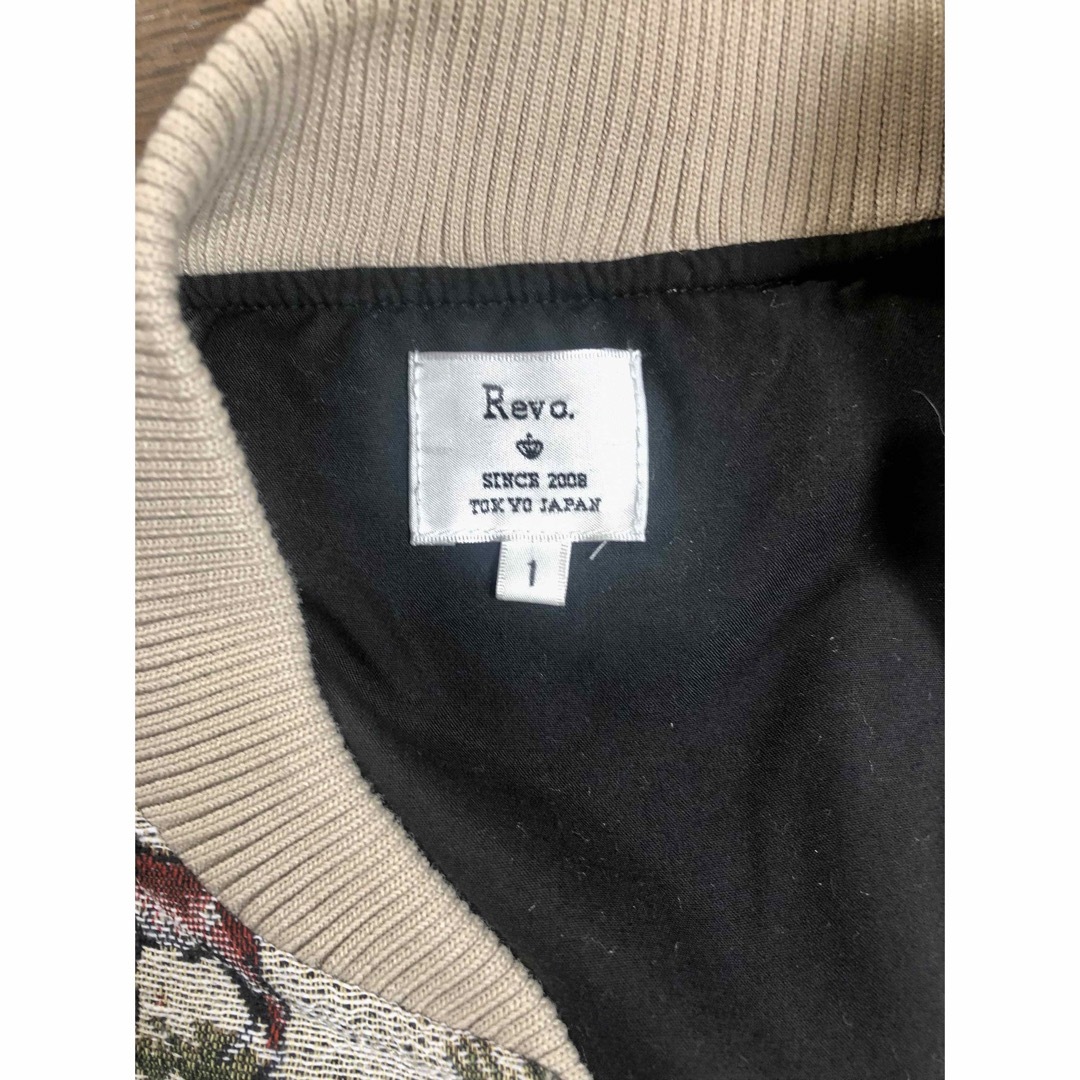 Revo.
SINCE 2008
TOKYO JAPAN
1